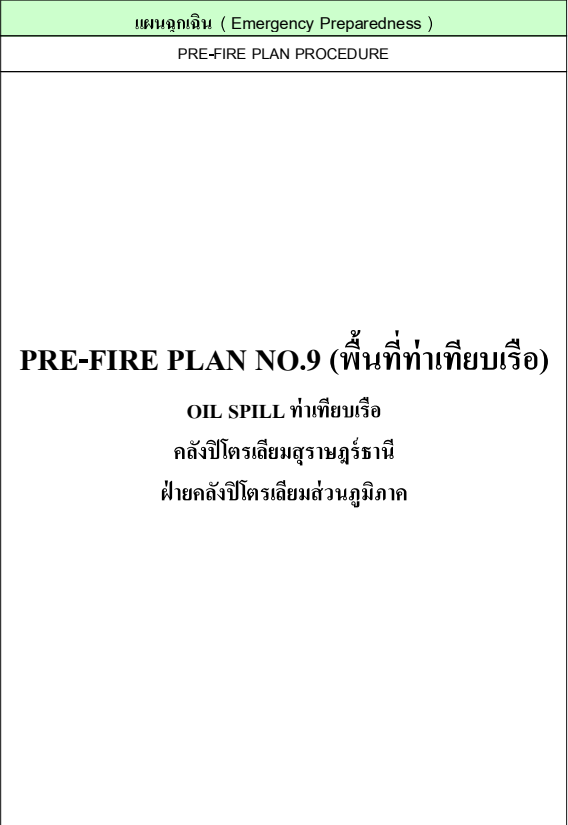 แผนฉุกเฉิน ( Emergency Preparedness )
PRE-FIRE PLAN PROCEDURE
PRE-FIRE PLAN NO.9 (พื้นที่ท่าเทียบเรือ)
OIL SPILL ท่าเทียบเรือ
คลังปิโตรเลียมสุราษฎร์ธานี
ฝ่ายคลังปิโตรเลียมส่วนภูมิภาค